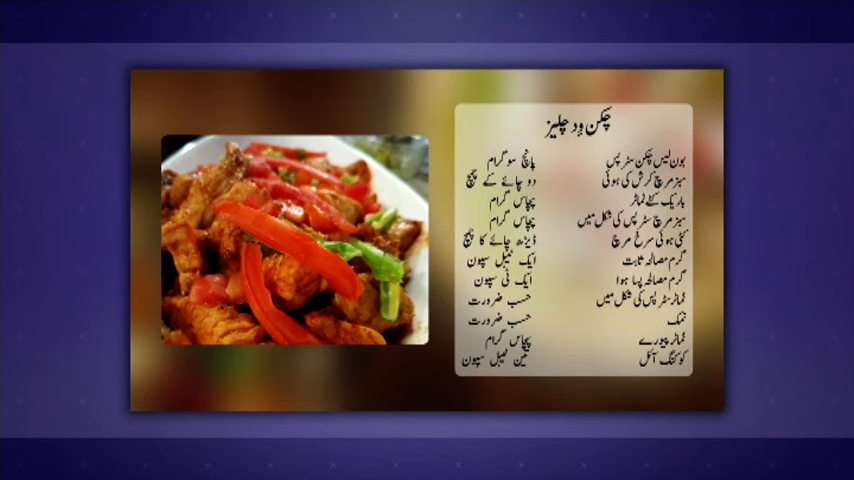 چکن وِد چلیز
بون لیس چکن سٹرپس پانچ سو گرام
سبز مرچ کرش کی ہوئی دو چائے کے چمچ
باریک کٹے ٹماٹر پچاس گرام
سبز مرچ سٹرپس کی شکل میں پچاس گرام
کٹی ہوئی سرخ مرچ ڈیڑھ چائے کا چمچ
گرم مصالحہ ثابت ایک ٹیبل سپون
گرم مصالحہ پسا ہوا ایک ٹی سپون
ٹماٹر سٹرپس کی شکل میں حسب ضرورت
نمک حسب ضرورت
ٹماٹر پیورے پچاس گرام
کوکنگ آئل تین ٹیبل سپون